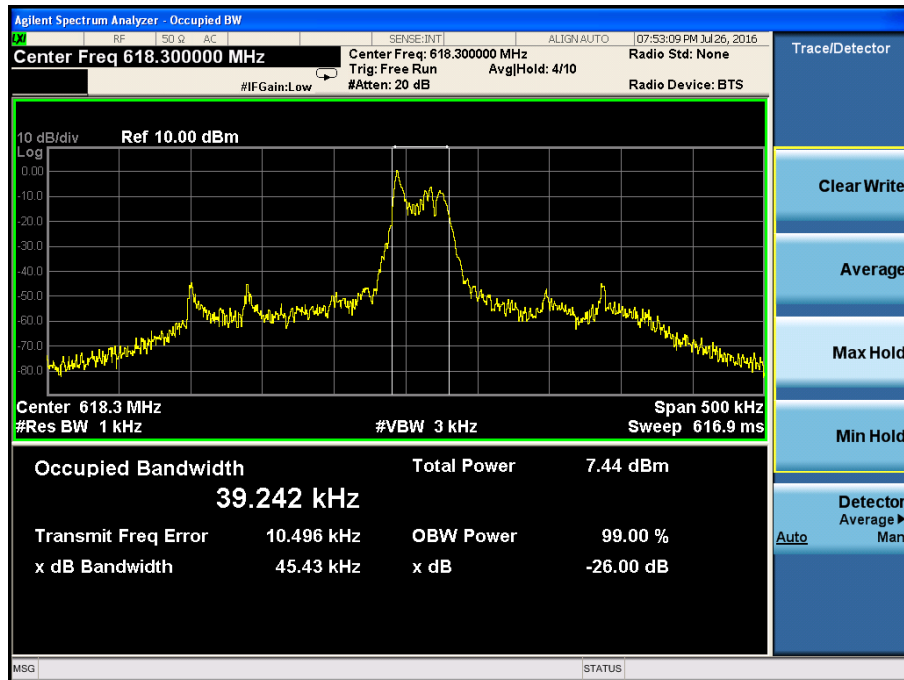 Agilent Spectrum Analyzer - Occupied BW
LXI RF 50 Ω AC SENSE:INT ALIGN AUTO 07:53:09 PM Jul 26, 2016
Center Freq 618.300000 MHz
Center Freq: 618.300000 MHz
Radio Std: None
Trig: Free Run Avg|Hold: 4/10
#IFGain:Low
#Atten: 20 dB
Radio Device: BTS
10 dB/div Ref 10.00 dBm
Log
0.00
-10.0
-20.0
-30.0
-40.0
-50.0
-60.0
-70.0
-80.0
Center 618.3 MHz Span 500 kHz
#Res BW 1 kHz #VBW 3 kHz Sweep 616.9 ms
Occupied Bandwidth Total Power 7.44 dBm
39.242 kHz
Transmit Freq Error 10.496 kHz OBW Power 99.00 %
x dB Bandwidth 45.43 kHz x dB -26.00 dB
MSG STATUS
Trace/Detector
Clear Write
Average
Max Hold
Min Hold
Detector
Average
Auto Man